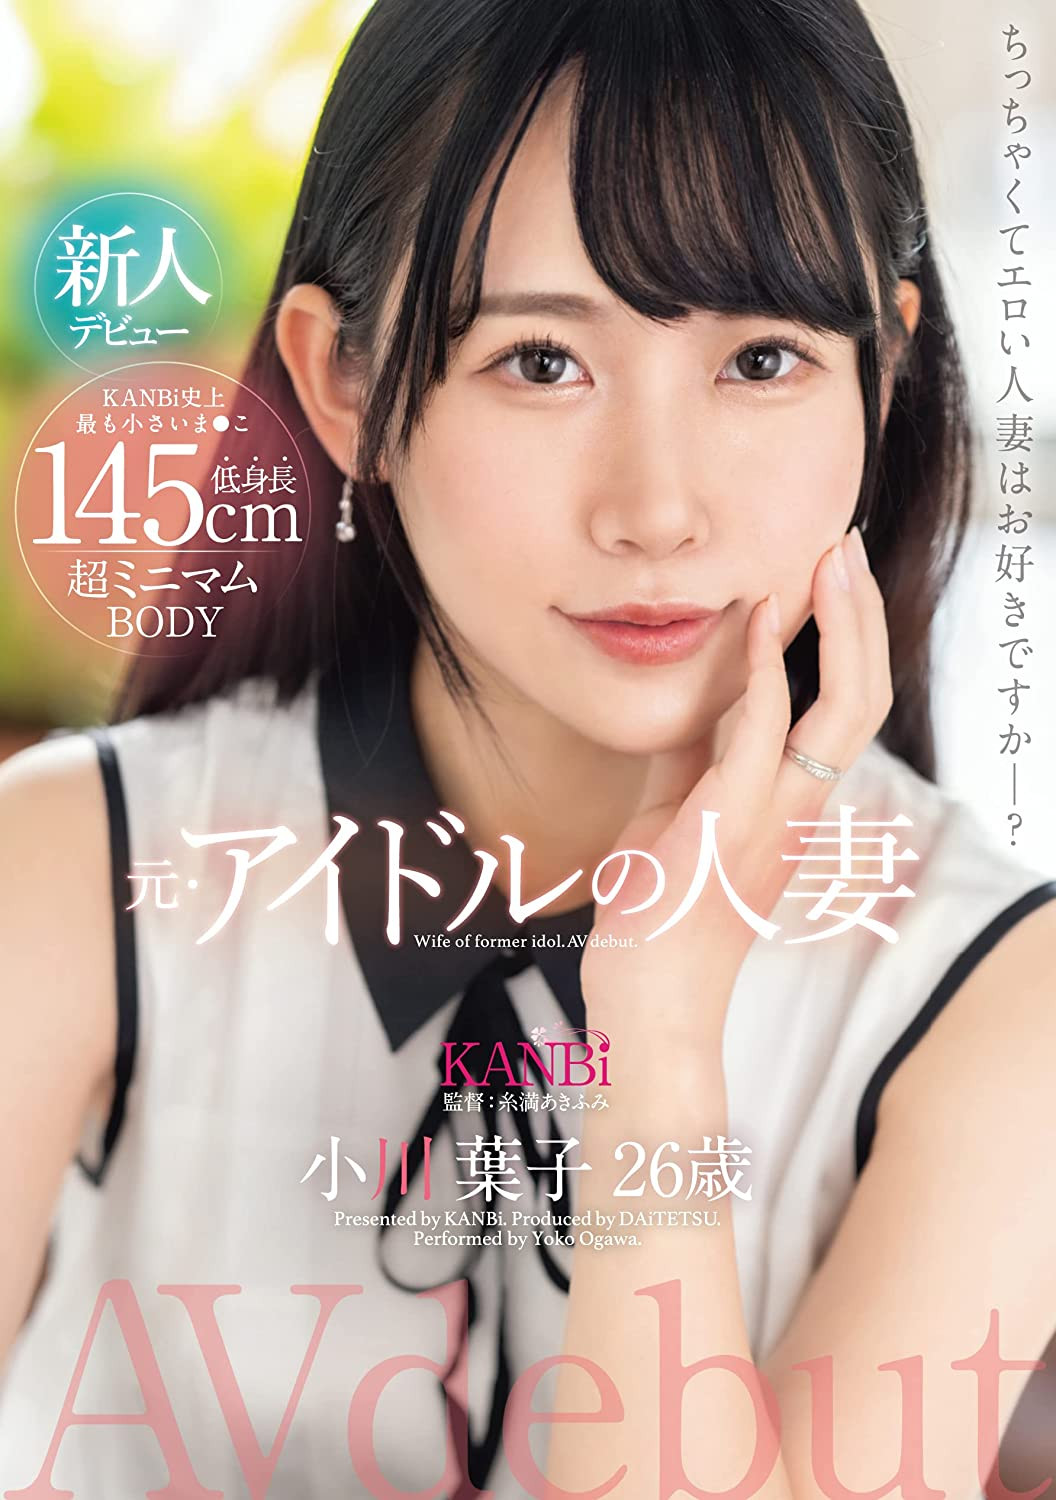 ちっちゃくてエロい人妻はお好きですか―?
新人
デビュー
KANBi史上
最も小さいま●こ
145cm
低身長
超ミニマム
BODY
元・アイドルの人妻
Wife of former idol. AV debut.
KANBi
監督:糸満あきふみ
小川 葉子 26歳
Presented by KANBi. Produced by DAiTETSU.
Performed by Yoko Ogawa.
AV debut